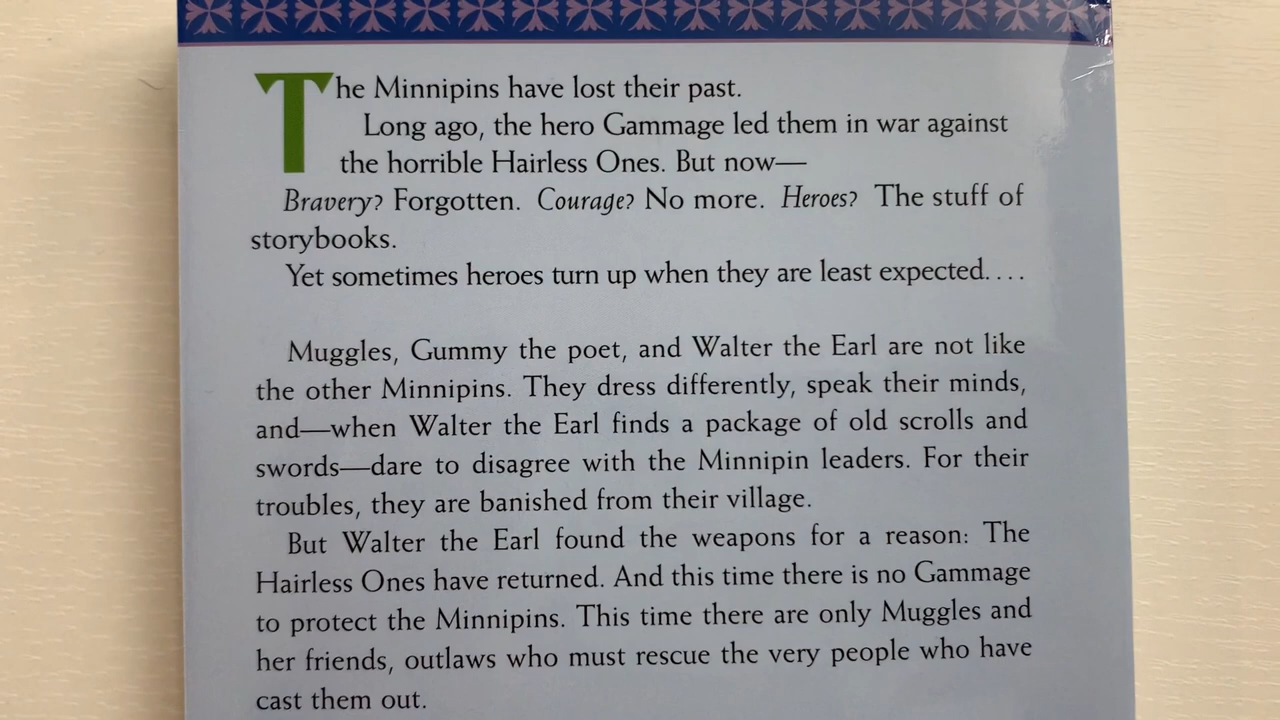 The Minnipins have lost their past.
Long ago, the hero Gammage led them in war against
the horrible Hairless Ones. But now—
Bravery? Forgotten. Courage? No more. Heroes? The stuff of
storybooks.
Yet sometimes heroes turn up when they are least expected. . . .
Muggles, Gummy the poet, and Walter the Earl are not like
the other Minnipins. They dress differently, speak their minds,
and—when Walter the Earl finds a package of old scrolls and
swords—dare to disagree with the Minnipin leaders. For their
troubles, they are banished from their village.
But Walter the Earl found the weapons for a reason: The
Hairless Ones have returned. And this time there is no Gammage
to protect the Minnipins. This time there are only Muggles and
her friends, outlaws who must rescue the very people who have
cast them out.